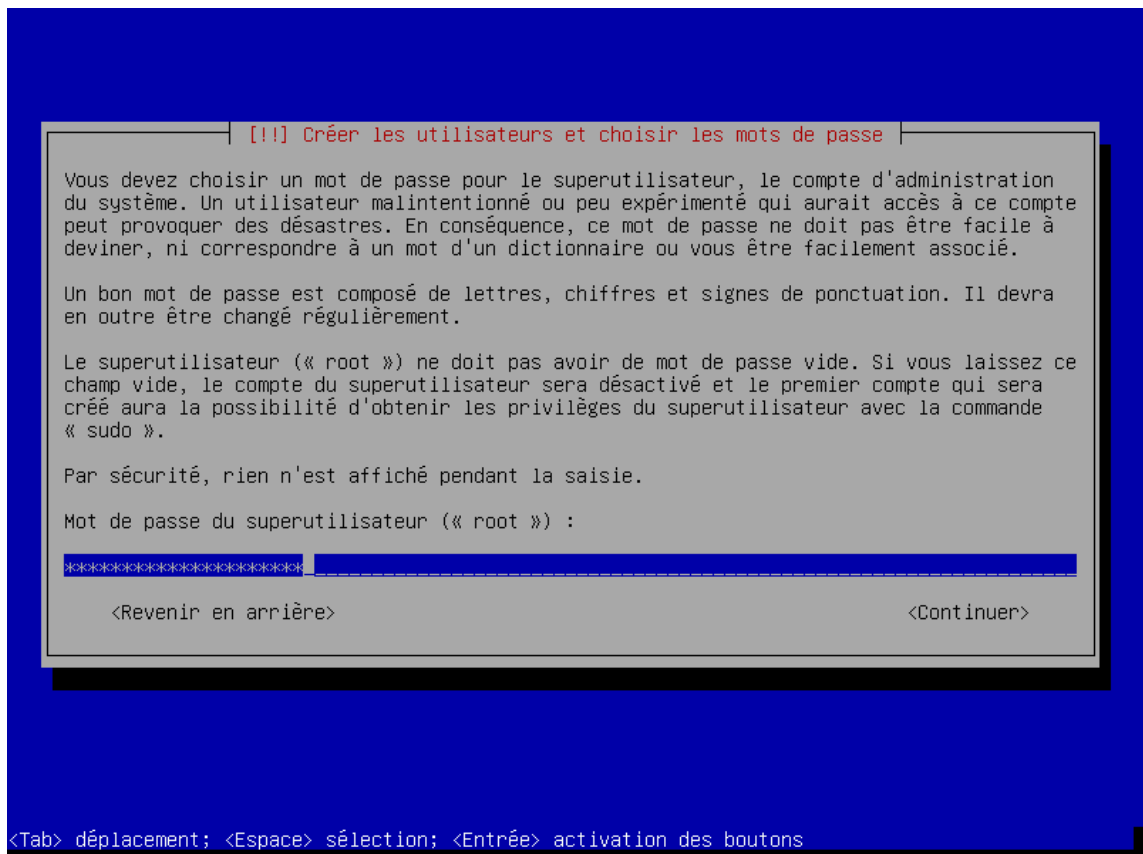 [!!] Créer les utilisateurs et choisir les mots de passe
Vous devez choisir un mot de passe pour le superutilisateur, le compte d'administration
du système. Un utilisateur malintentionné ou peu expérimenté qui aurait accès à ce compte
peut provoquer des désastres. En conséquence, ce mot de passe ne doit pas être facile à
deviner, ni correspondre à un mot d'un dictionnaire ou vous être facilement associé.
Un bon mot de passe est composé de lettres, chiffres et signes de ponctuation. Il devra
en outre être changé régulièrement.
Le superutilisateur (« root ») ne doit pas avoir de mot de passe vide. Si vous laissez ce
champ vide, le compte du superutilisateur sera désactivé et le premier compte qui sera
créé aura la possibilité d'obtenir les privilèges du superutilisateur avec la commande
« sudo ».
Par sécurité, rien n'est affiché pendant la saisie.
Mot de passe du superutilisateur (« root ») :
*********************
<Revenir en arrière> <Continuer>
<Tab> déplacement; <Espace> sélection; <Entrée> activation des boutons